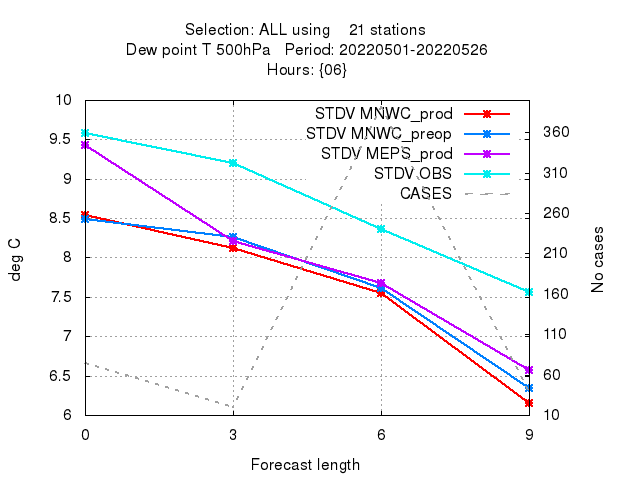 Selection: ALL using    21 stations
Dew point T 500hPa   Period: 20220501-20220526
Hours: {06}
STDV MNWC_prod
STDV MNWC_preop
STDV MEPS_prod
STDV OBS
CASES
10
9.5
9
8.5
8
7.5
7
6.5
6
360
310
260
210
160
110
60
10
deg C
No cases
0 3 6 9
Forecast length